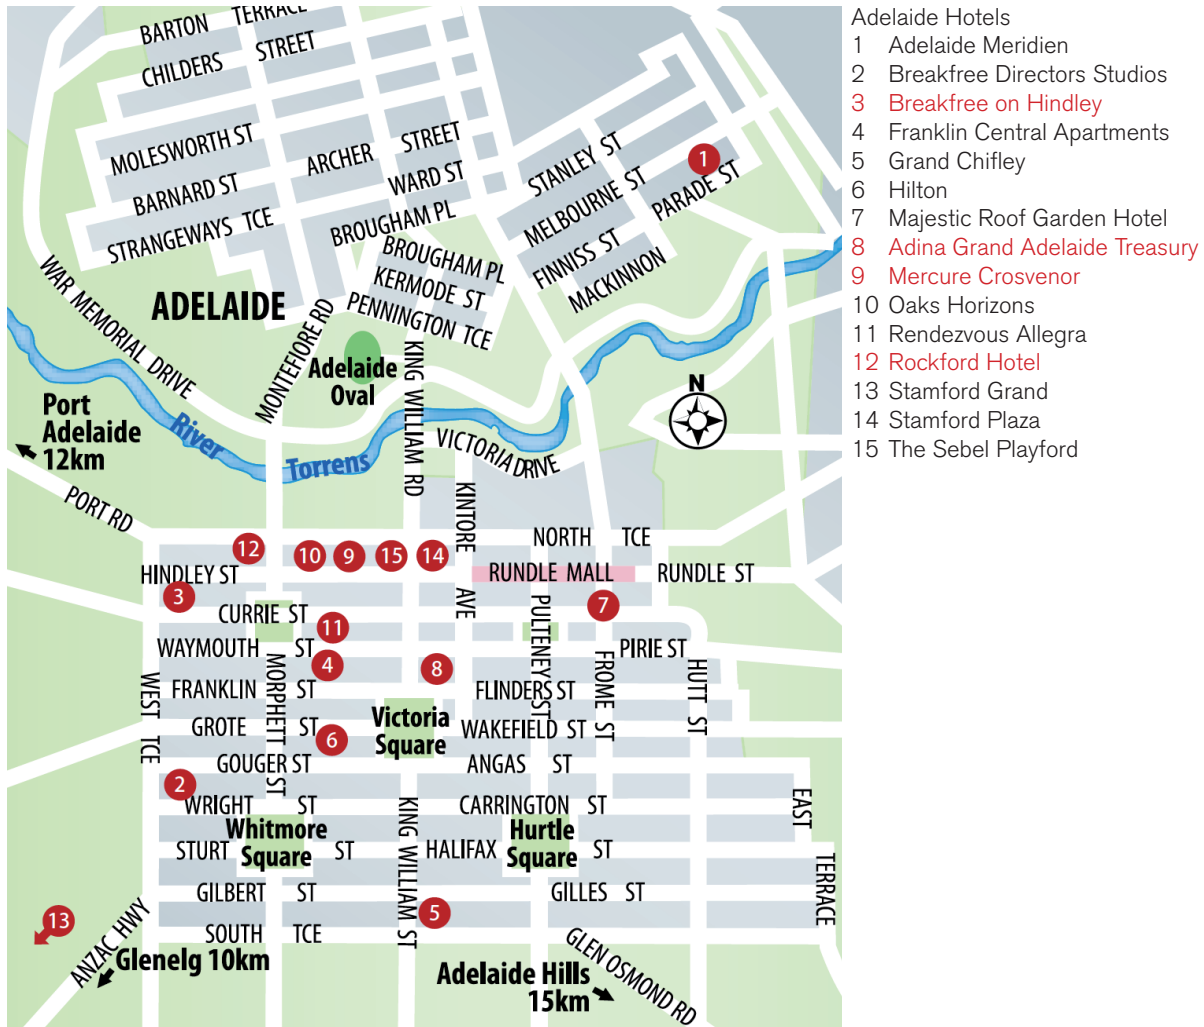 BARTON TERRACE
CHILDERS STREET
MOLESWORTH ST
ARCHER STREET
BARNARD ST
WARD ST
STRANGEWAYS TCE
BROUGHAM PL
STANLEY ST
MELBOURNE ST
1
PARADE ST
FINNISS ST
MACKINNON
BROUGHAM PL
KERMODE ST
PENNINGTON TCE
WAR MEMORIAL DRIVE
ADELAIDE
MONTEFIORE RD
Adelaide
Oval
KING WILLIAM RD
N
Port
Adelaide
12km
River
Torrens
VICTORIA DRIVE
PORT RD
KINTORE AVE
NORTH TCE
12
10
9
15
14
HINDLEY ST
RUNDLE MALL
RUNDLE ST
3
7
CURRIE ST
11
PULTENEY ST
WAYMOUTH ST
PIRIE ST
4
8
MORPHETT ST
FROME ST
HUTT ST
WEST TCE
FRANKLIN ST
FLINDERS ST
Victoria
Square
GROTE ST
WAKEFIELD ST
6
GOUGER ST
ANGAS ST
2
WRIGHT ST
CARRINGTON ST
EAST TERRACE
KING WILLIAM ST
Whitmore
Square
Hurtle
Square
STURT ST
HALIFAX ST
GILBERT ST
GILLES ST
5
13
SOUTH TCE
ANZAC HWY
Glenelg 10km
Adelaide Hills
15km
GLEN OSMOND RD
Adelaide Hotels
1 Adelaide Meridien
2 Breakfree Directors Studios
3 Breakfree on Hindley
4 Franklin Central Apartments
5 Grand Chifley
6 Hilton
7 Majestic Roof Garden Hotel
8 Adina Grand Adelaide Treasury
9 Mercure Crosvenor
10 Oaks Horizons
11 Rendezvous Allegra
12 Rockford Hotel
13 Stamford Grand
14 Stamford Plaza
15 The Sebel Playford